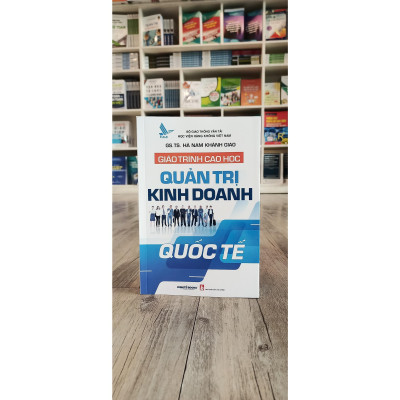 BỘ GIAO THÔNG VẬN TẢI
HỌC VIỆN HÀNG KHÔNG VIỆT NAM
GS.TS. HÀ NAM KHÁNH GIAO
GIÁO TRÌNH CAO HỌC
QUẢN TRỊ
KINH DOANH
QUỐC TẾ